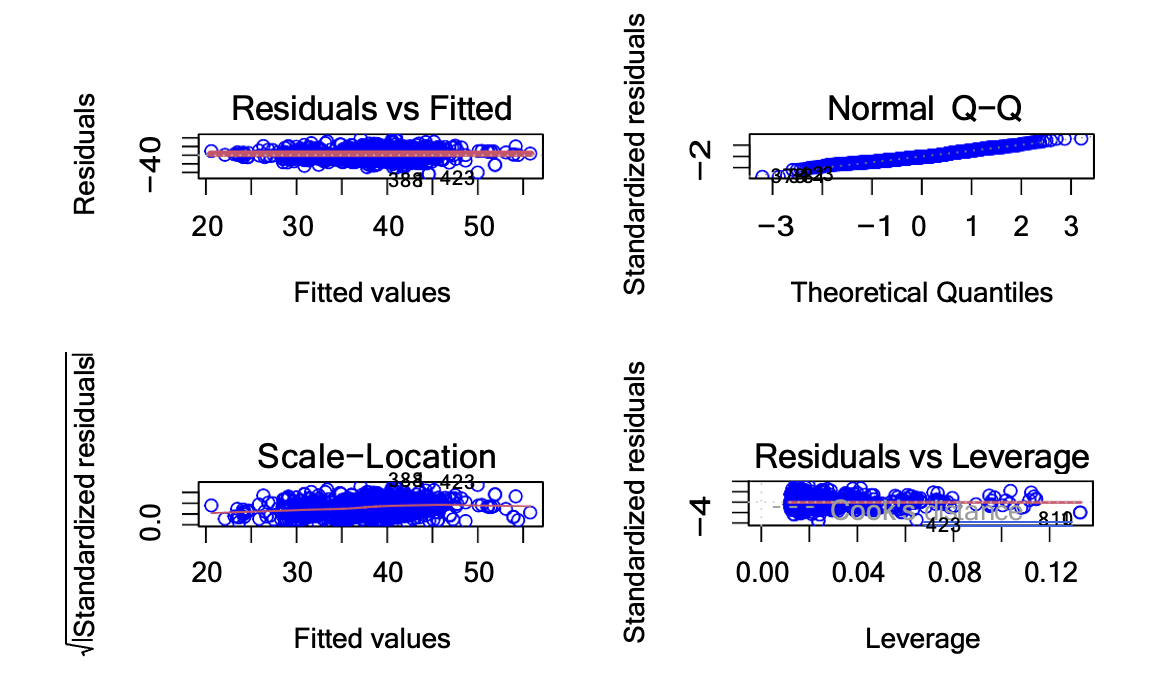 Residuals vs Fitted
Residuals
−40
388 423
20 30 40 50
Fitted values
Normal Q−Q
Standardized residuals
−2
423
−3 −1 0 1 2 3
Theoretical Quantiles
Scale−Location
√|Standardized residuals|
0.0
388 423
20 30 40 50
Fitted values
Residuals vs Leverage
Standardized residuals
−4
Cook's distance
423
0.00 0.04 0.08 0.12
Leverage